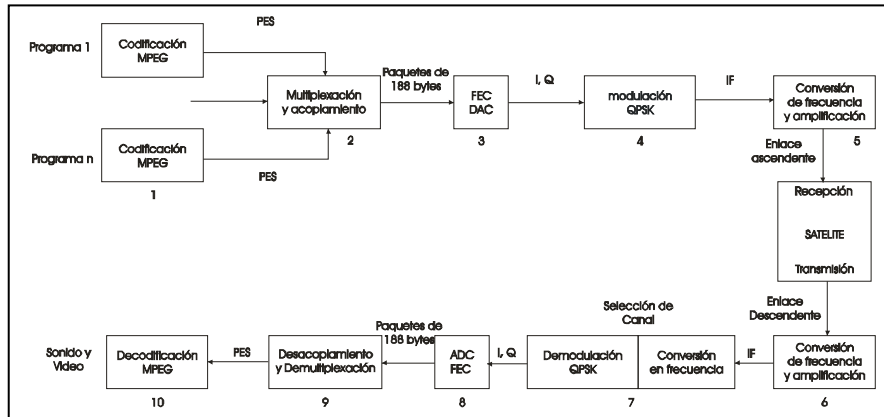 PES
Programa 1
Codificación
MPEG
Paquetes de
188 bytes
I, Q
IF
Multiplexación
y acoplamiento
FEC
DAC
modulación
QPSK
Conversión
de frecuencia
y amplificación
2
3
4
5
Programa n
Codificación
MPEG
PES
1
Enlace
ascendente
Recepción
SATELITE
Transmisión
Enlace
Descendente
Selección de
Canal
Paquetes de
188 bytes
Sonido y
Video
Decodificación
MPEG
PES
Desacoplamiento
y Demultiplexación
ADC
FEC
I, Q
Demodulación
QPSK
Conversión
en frecuencia
IF
Conversión
de frecuencia
y amplificación
10
9
8
7
6